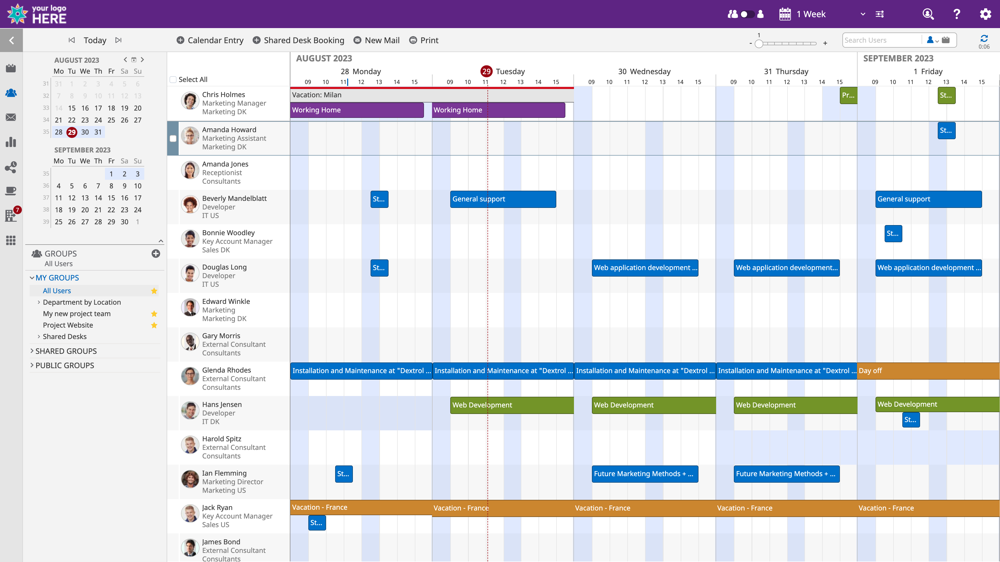 your logo
HERE
1 Week
Today
Calendar Entry
Shared Desk Booking
New Mail
Print
1
- +
Search Users
0:06
AUGUST 2023
Mo Tu We Th Fr Sa Su
31 31 1 2 3 4 5 6
32 7 8 9 10 11 12 13
33 14 15 16 17 18 19 20
34 21 22 23 24 25 26 27
35 28 29 30 31
SEPTEMBER 2023
Mo Tu We Th Fr Sa Su
35 1 2 3
36 4 5 6 7 8 9 10
37 11 12 13 14 15 16 17
38 18 19 20 21 22 23 24
39 25 26 27 28 29 30 1
7
GROUPS
All Users
MY GROUPS
All Users
Department by Location
My new project team
Project Website
Shared Desks
SHARED GROUPS
PUBLIC GROUPS
AUGUST 2023 SEPTEMBER 2023
28 Monday 29 Tuesday 30 Wednesday 31 Thursday 1 Friday
Select All
09 10 11 12 13 14 15 09 10 11 12 13 14 15 09 10 11 12 13 14 15 09 10 11 12 13 14 15 09 10 11 12 13 14 15
Chris Holmes
Marketing Manager
Marketing DK
Vacation: Milan
Pr...
St...
Working Home
Working Home
Amanda Howard
Marketing Assistant
Marketing DK
St...
Amanda Jones
Receptionist
Consultants
Beverly Mandelblatt
Developer
IT US
St...
General support
General support
Bonnie Woodley
Key Account Manager
Sales DK
St...
Douglas Long
Developer
IT US
St...
Web application development ...
Web application development...
Web application development ...
Edward Winkle
Marketing
Marketing DK
Gary Morris
External Consultant
Consultants
Glenda Rhodes
External Consultant
Consultants
Installation and Maintenance at "Dextrol ...
Installation and Maintenance at "Dextrol ...
Installation and Maintenance at "Dextrol ...
Installation and Maintenance at "Dextrol ...
Day off
Hans Jensen
Developer
IT DK
Web Development
Web Development
Web Development
Web Development
St...
Harold Spitz
External Consultant
Consultants
Ian Flemming
Marketing Director
Marketing US
St...
Future Marketing Methods + ...
Future Marketing Methods + ...
Jack Ryan
Key Account Manager
Sales US
Vacation - France
Vacation - France
Vacation - France
Vacation - France
Vacation - France
St...
James Bond
External Consultant
Consultants